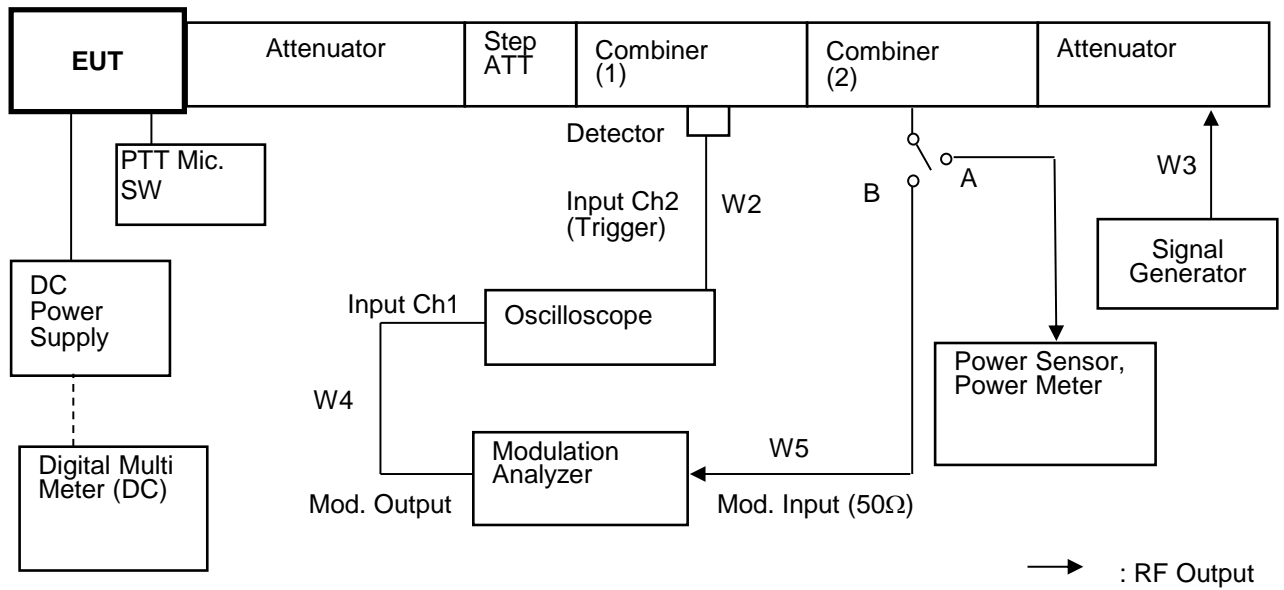 EUT
Attenuator
Step
ATT
Combiner
(1)
Combiner
(2)
Attenuator
Detector
PTT Mic.
SW
Input Ch2
(Trigger)
W2
B
A
W3
Signal
Generator
DC
Power
Supply
Input Ch1
Oscilloscope
Power Sensor,
Power Meter
W4
Digital Multi
Meter (DC)
Modulation
Analyzer
W5
Mod. Output
Mod. Input (50Ω)
: RF Output